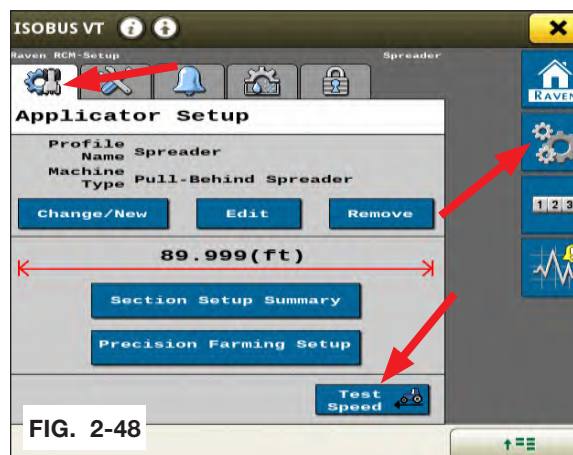 ISOBUS VT
Raven RCM-Setup
Spreader
Applicator Setup
Profile
Name Spreader
Machine
Type Pull-Behind Spreader
Change/New
Edit
Remove
89.999(ft)
Section Setup Summary
Precision Farming Setup
Test
Speed
FIG. 2-48
RAVEN
1 2 3